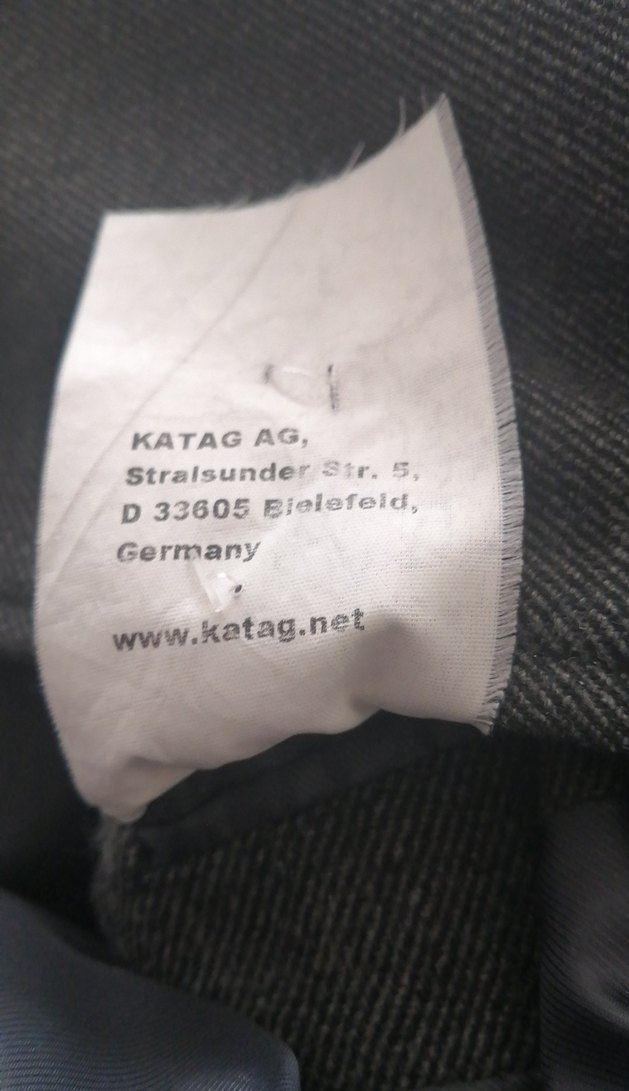 KATAG AG,
Stralsunder Str. 5,
D 33605 Bielefeld,
Germany
www.katag.net